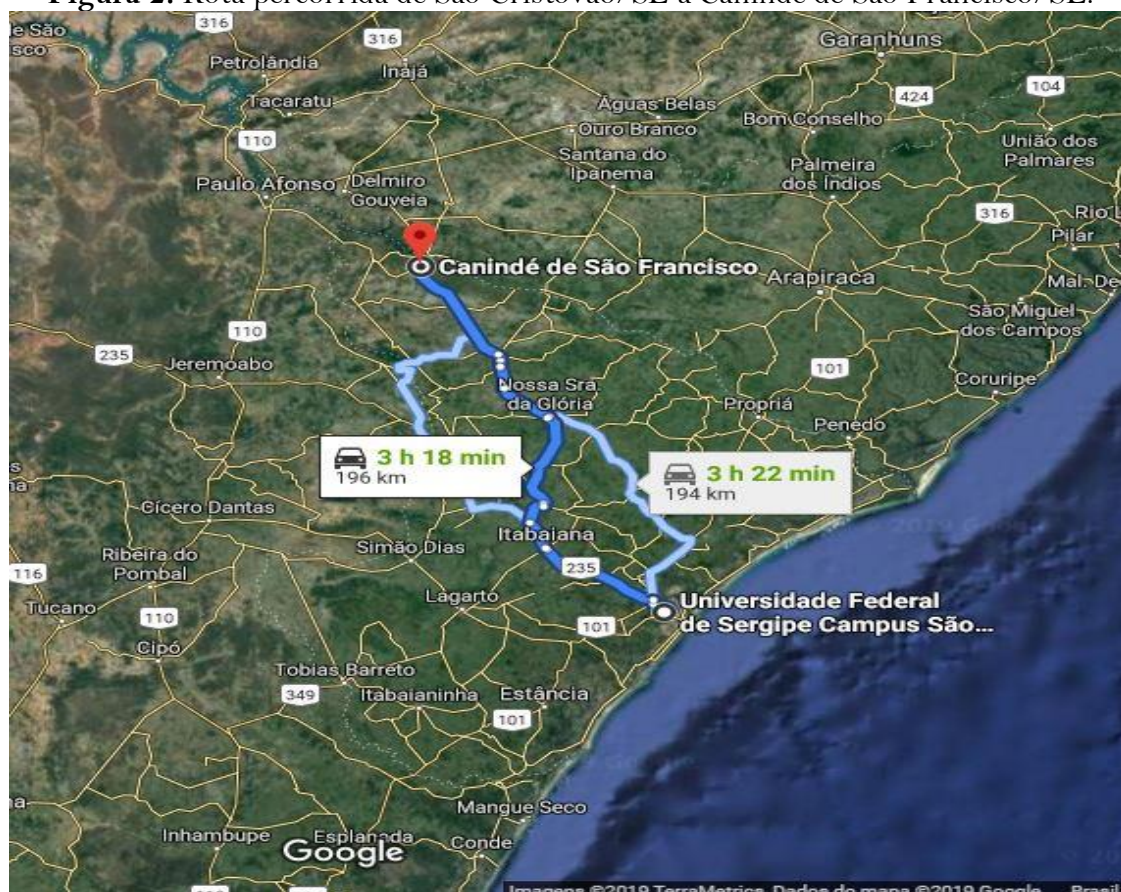 Figura 2. Rota percorrida de São Cristóvão/SE a Canindé de São Francisco/SE.
316
316
Garanhuns
Petrolândia
Inajá
104
424
Tacaratu
Águas Belas
Ouro Branco
Bom Conselho
110
União dos
Palmares
Santana do
Ipanema
Palmeira
dos Índios
Paulo Afonso
Delmiro
Gouveia
316
Pilar
Canindé de São Francisco
Arapiraca
São Miguel
dos Campos
110
235
Jeremoabo
101
Coruripe
Nossa Sra.
da Glória
Propriá
Penedo
3 h 18 min
196 km
3 h 22 min
194 km
Cícero Dantas
Itabaiana
Simão Dias
Ribeira do
Pombal
235
116
Tucano
Lagarto
Universidade Federal
de Sergipe Campus São...
110
101
Cipó
Tobias Barreto
349
Itabaianinha
Estância
101
Mangue Seco
Inhambupe
Esplanada
Conde
Google
Imagens ©2019 TerraMetrics, Dados do mapa ©2019 Google
Brasil